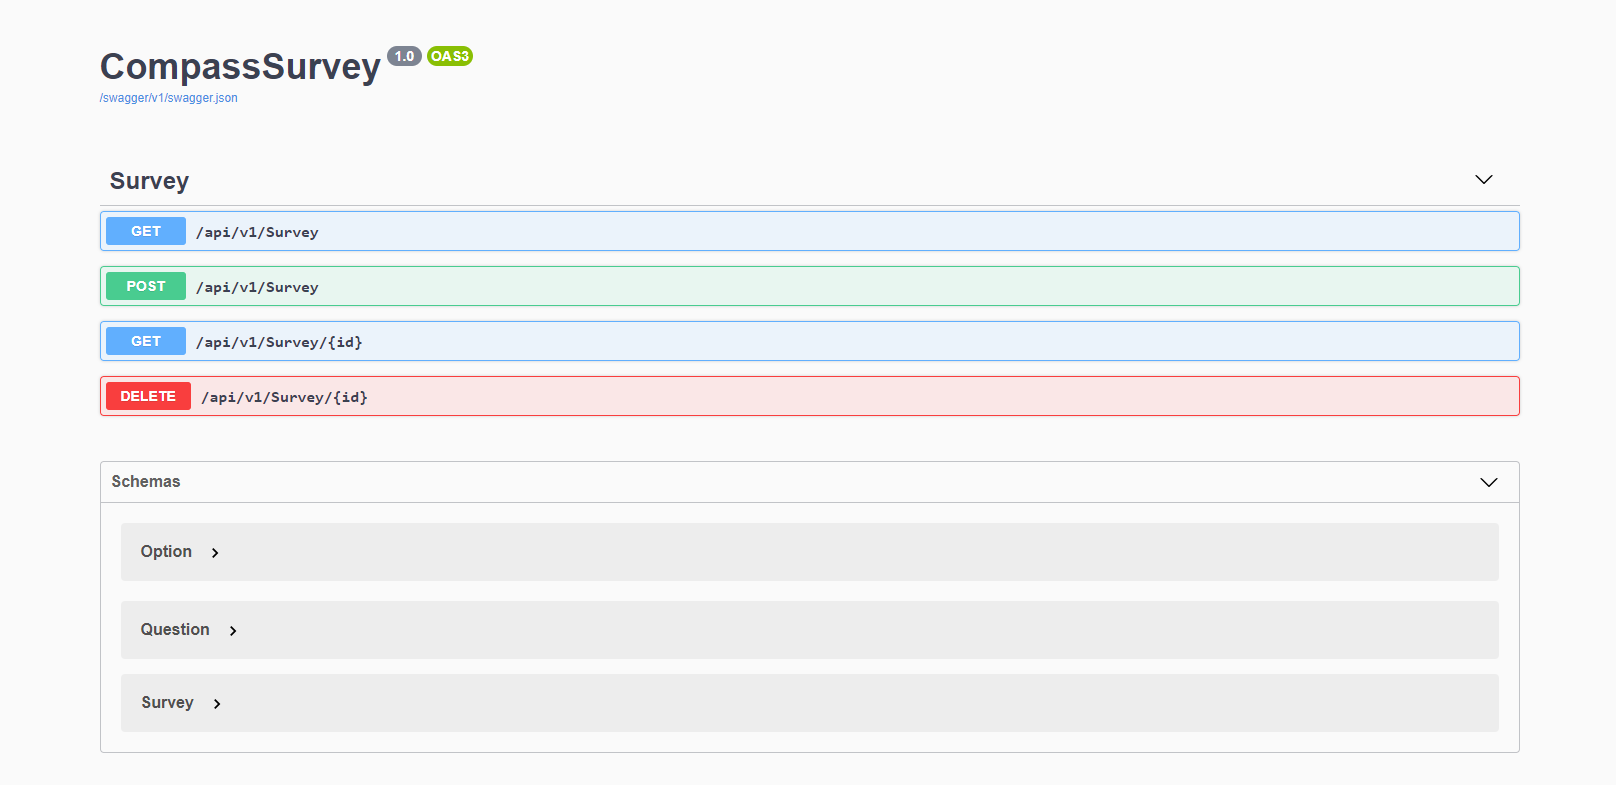 CompassSurvey 1.0 OAS3
/swagger/v1/swagger.json
Survey
GET /api/v1/Survey
POST /api/v1/Survey
GET /api/v1/Survey/{id}
DELETE /api/v1/Survey/{id}
Schemas
Option
Question
Survey